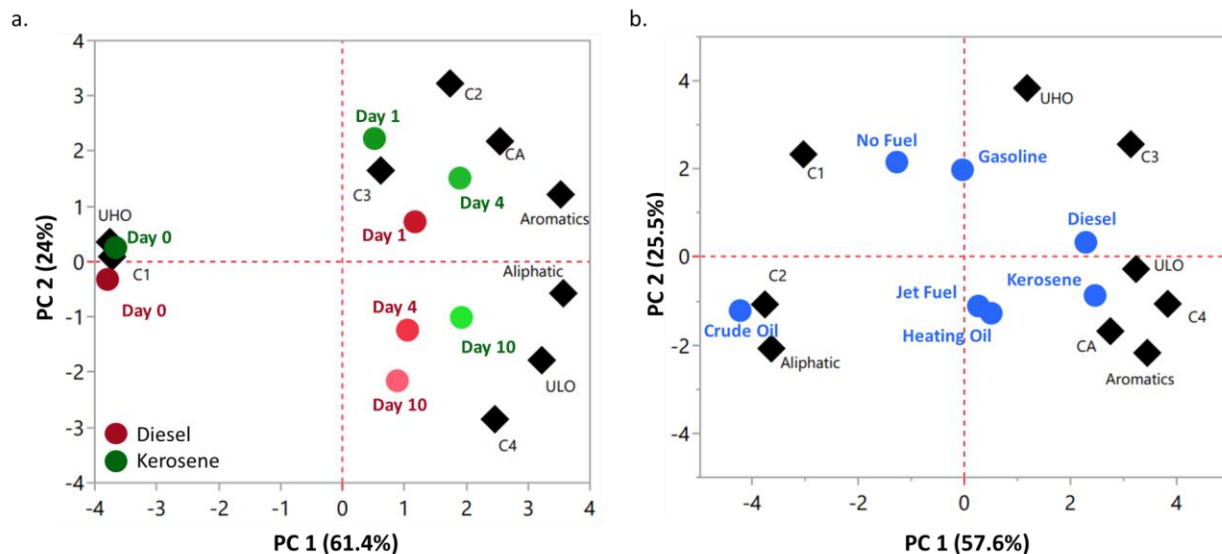 a.
PC 2 (24%)
4
3
2
1
0
-1
-2
-3
-4
C2
Day 1
CA
C3
Day 4
Aromatics
Day 1
UHO
Day 0
C1
Day 0
Aliphatic
Day 4
Day 10
ULO
Day 10
C4
Diesel
Kerosene
-4 -3 -2 -1 0 1 2 3 4
PC 1 (61.4%)
b.
PC 2 (25.5%)
4
2
0
-2
-4
UHO
No Fuel
Gasoline
C3
C1
Diesel
C2
ULO
Jet Fuel
Kerosene
C4
Crude Oil
Heating Oil
CA
Aliphatic
Aromatics
-4 -2 0 2 4
PC 1 (57.6%)